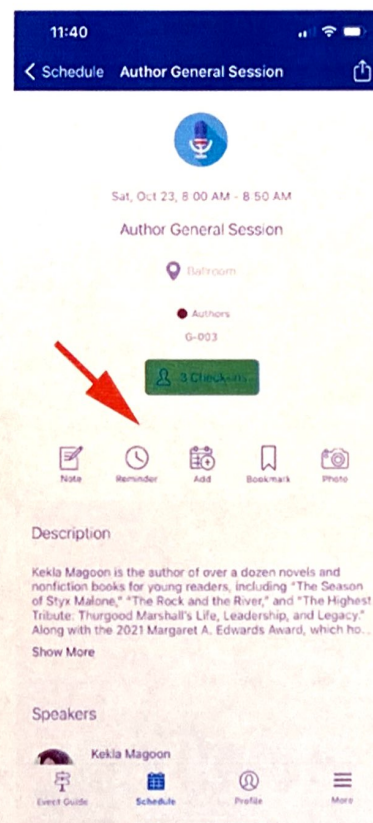 11:40
Schedule Author General Session
Sat, Oct 23, 8:00 AM - 8:50 AM
Author General Session
Ballroom
Authors
G-003
3 Check-ins
Note Reminder Add Bookmark Photo
Description
Kekla Magoon is the author of over a dozen novels and
nonfiction books for young readers, including "The Season
of Styx Malone," "The Rock and the River," and "The Highest
Tribute: Thurgood Marshall's Life, Leadership, and Legacy."
Along with the 2021 Margaret A. Edwards Award, which ho...
Show More
Speakers
Kekla Magoon
Event Guide Schedule Profile More